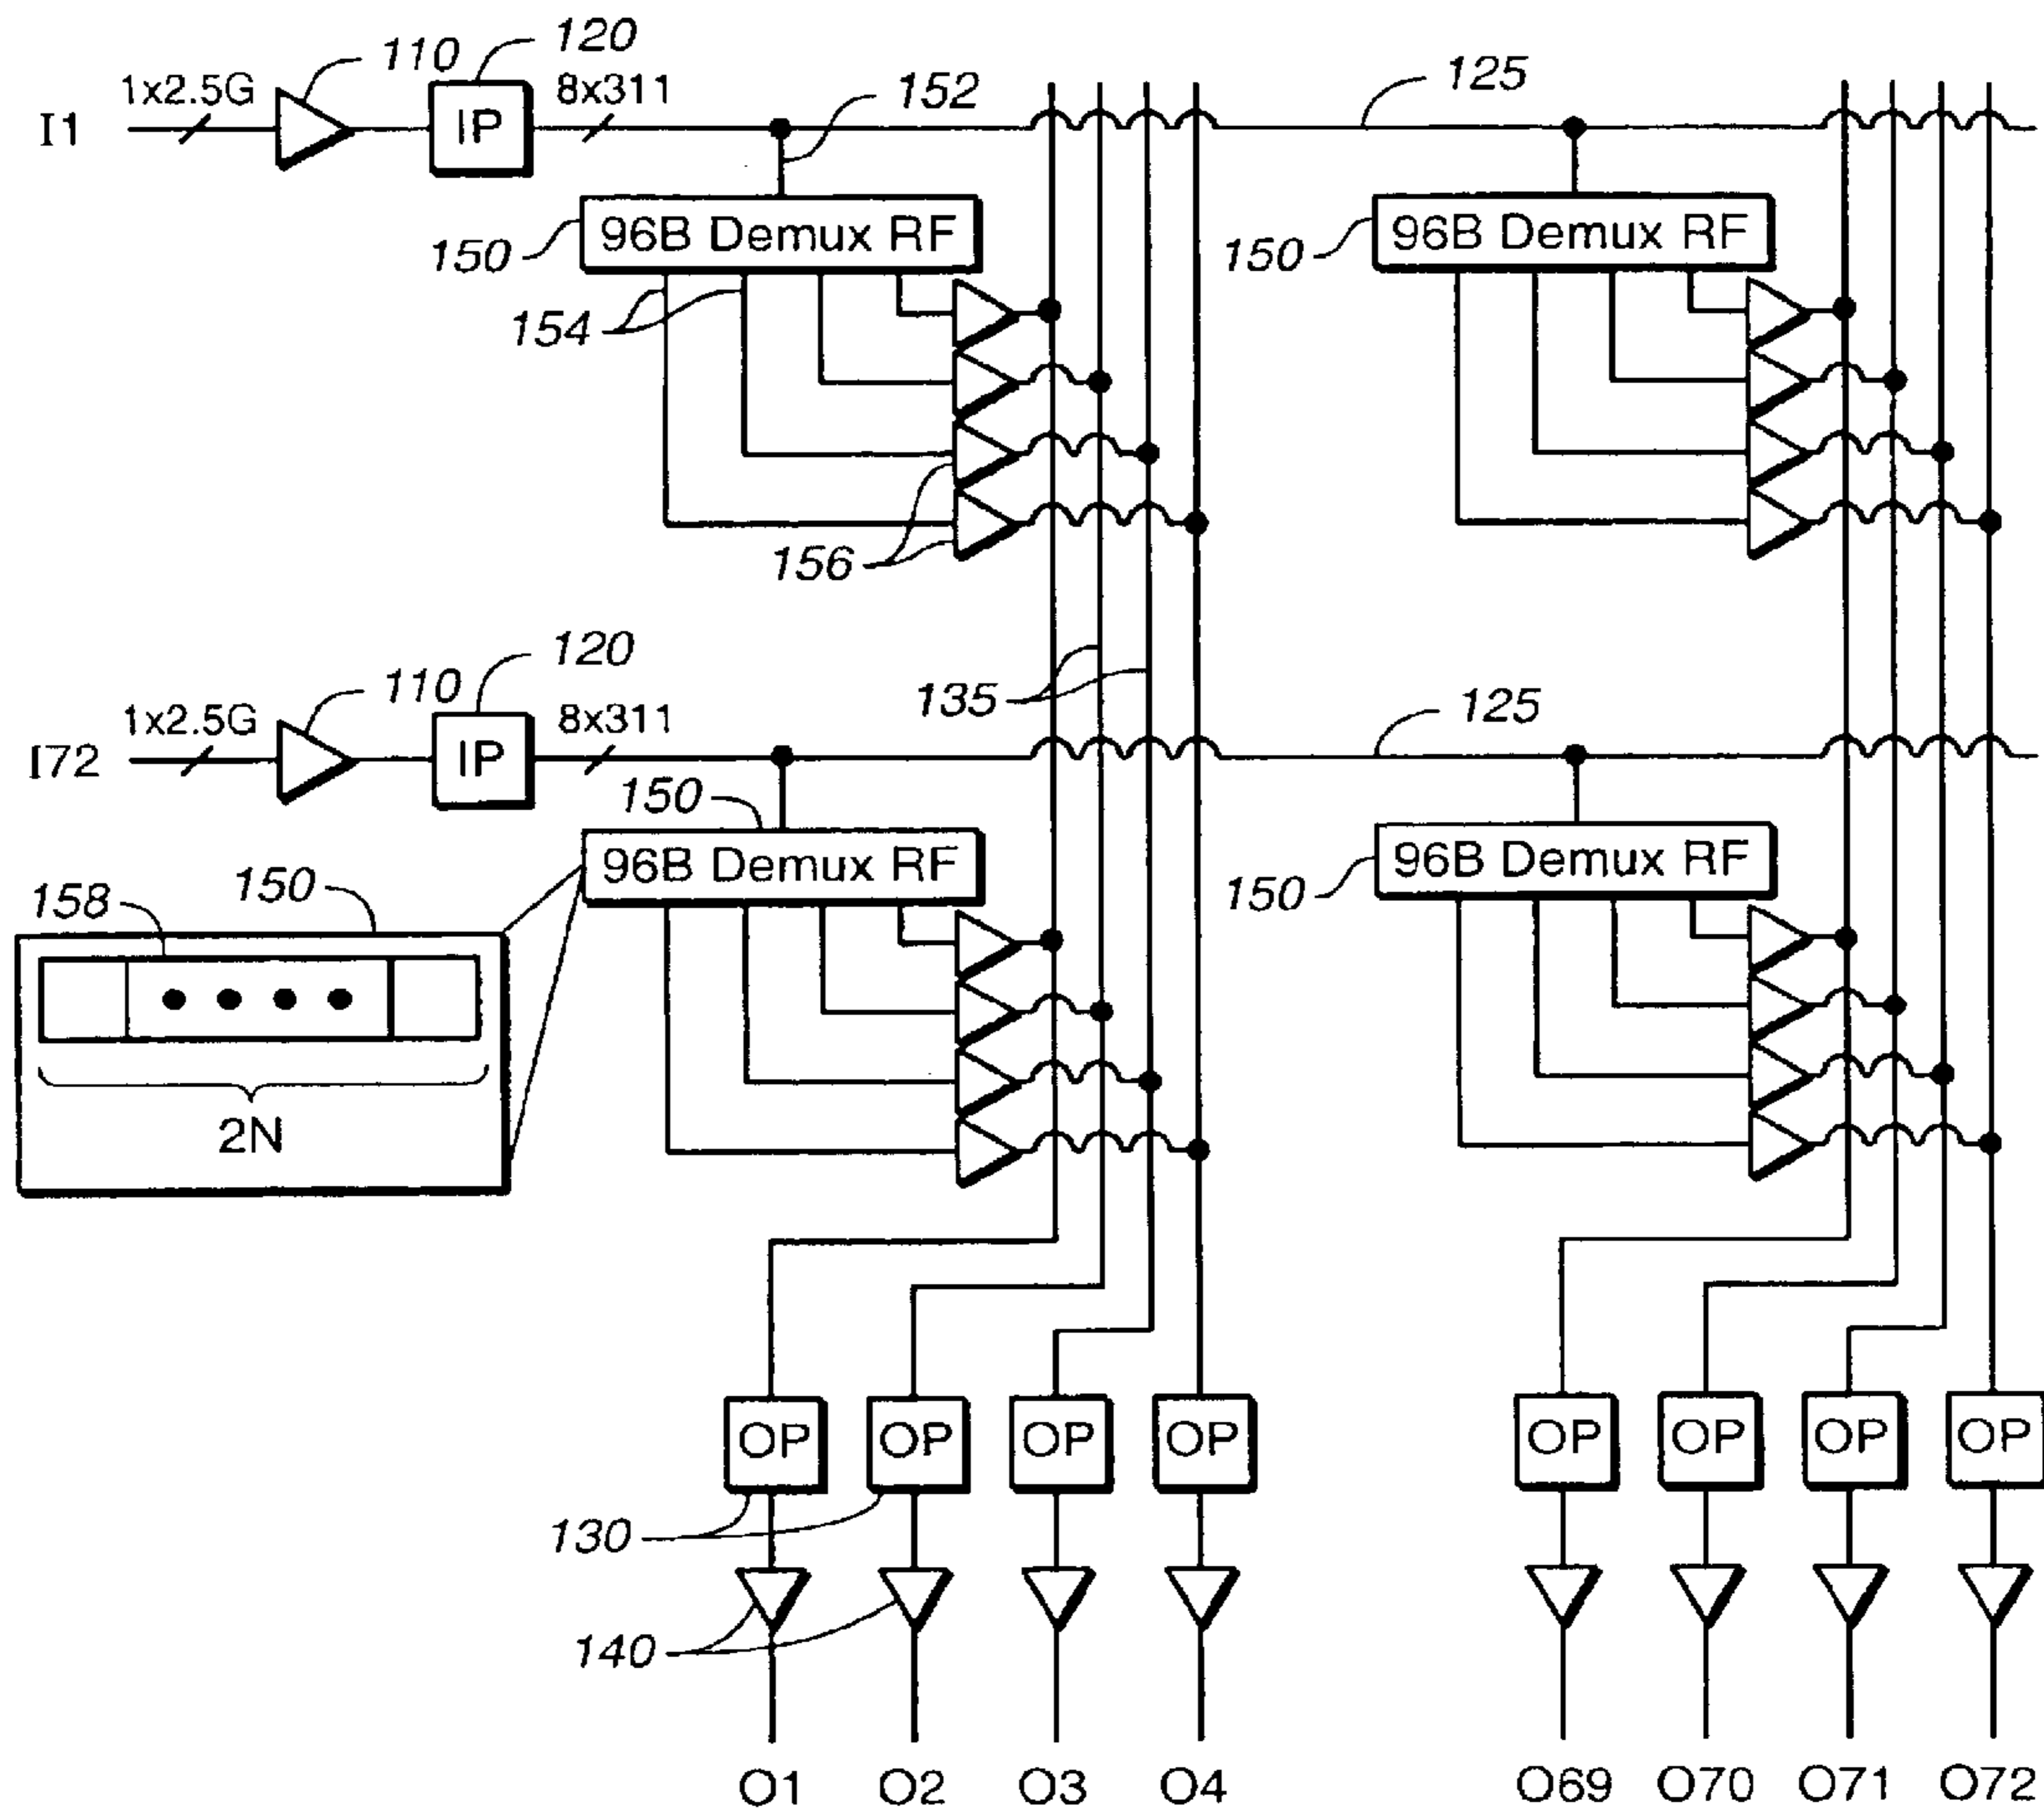 110
120
1x2.5G
8x311
152
125
I1
IP
150
96B Demux RF
150
96B Demux RF
154
156
120
110
135
125
1x2.5G
8x311
I72
IP
150
96B Demux RF
150
96B Demux RF
158
150
2N
OP
OP
OP
OP
OP
OP
OP
OP
130
140
O1
O2
O3
O4
O69
O70
O71
O72